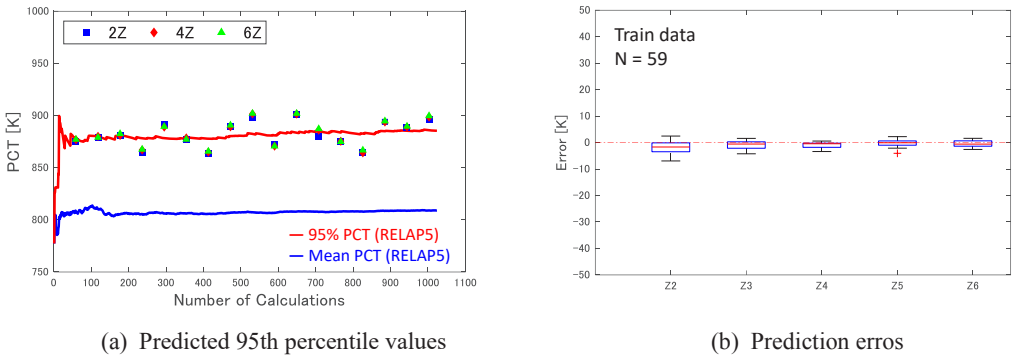 1000
950
900
850
800
750
PCT [K]
2Z 4Z 6Z
95% PCT (RELAP5)
Mean PCT (RELAP5)
0 100 200 300 400 500 600 700 800 900 1000 1100
Number of Calculations
(a) Predicted 95th percentile values
50
40
30
20
10
0
-10
-20
-30
-40
-50
Error [K]
Train data
N = 59
Z2 Z3 Z4 Z5 Z6
(b) Prediction erros